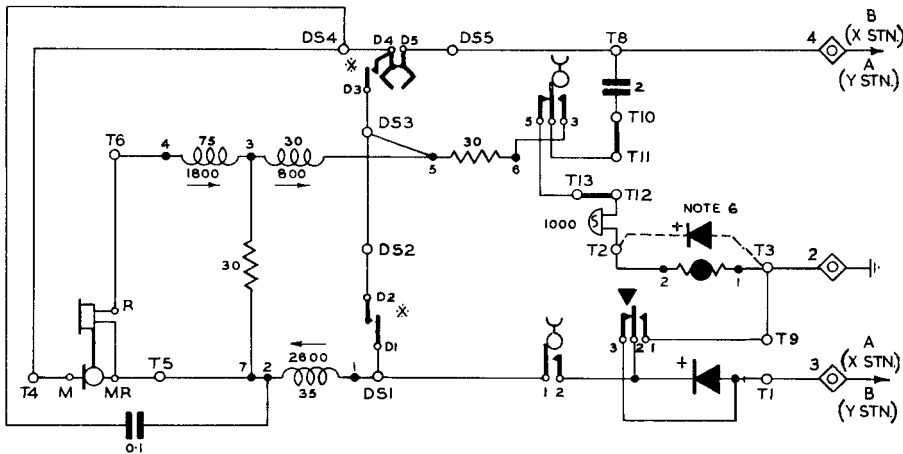 B
(X STN.)
A
(Y STN.)
4
DS4
D4 D5
DS5
T8
※
D3
2
5 3
T10
T11
T6
4
75
1800
3
30
800
DS3
5
30
6
T13
T12
1000
S
NOTE 6
+
T2
T3
2
2
1
30
DS2
D2
※
D1
R
T9
3 2 1
T4
M
MR
T5
7
2
2600
35
1
DS1
1 2
+
T1
3
A
(X STN.)
B
(Y STN.)
0·1